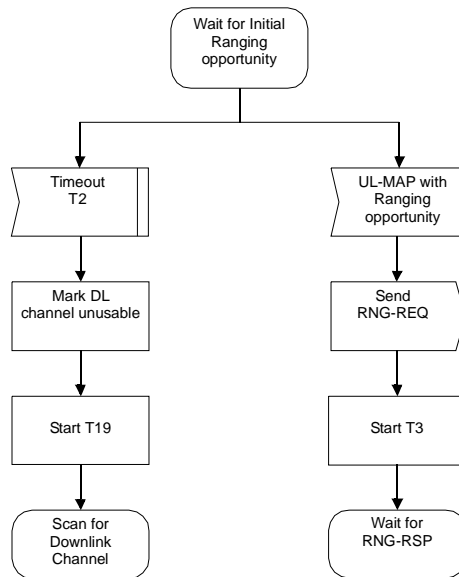 Wait for Initial
Ranging
opportunity
Timeout
T2
UL-MAP with
Ranging
opportunity
Mark DL
channel unusable
Send
RNG-REQ
Start T19
Start T3
Scan for
Downlink
Channel
Wait for
RNG-RSP